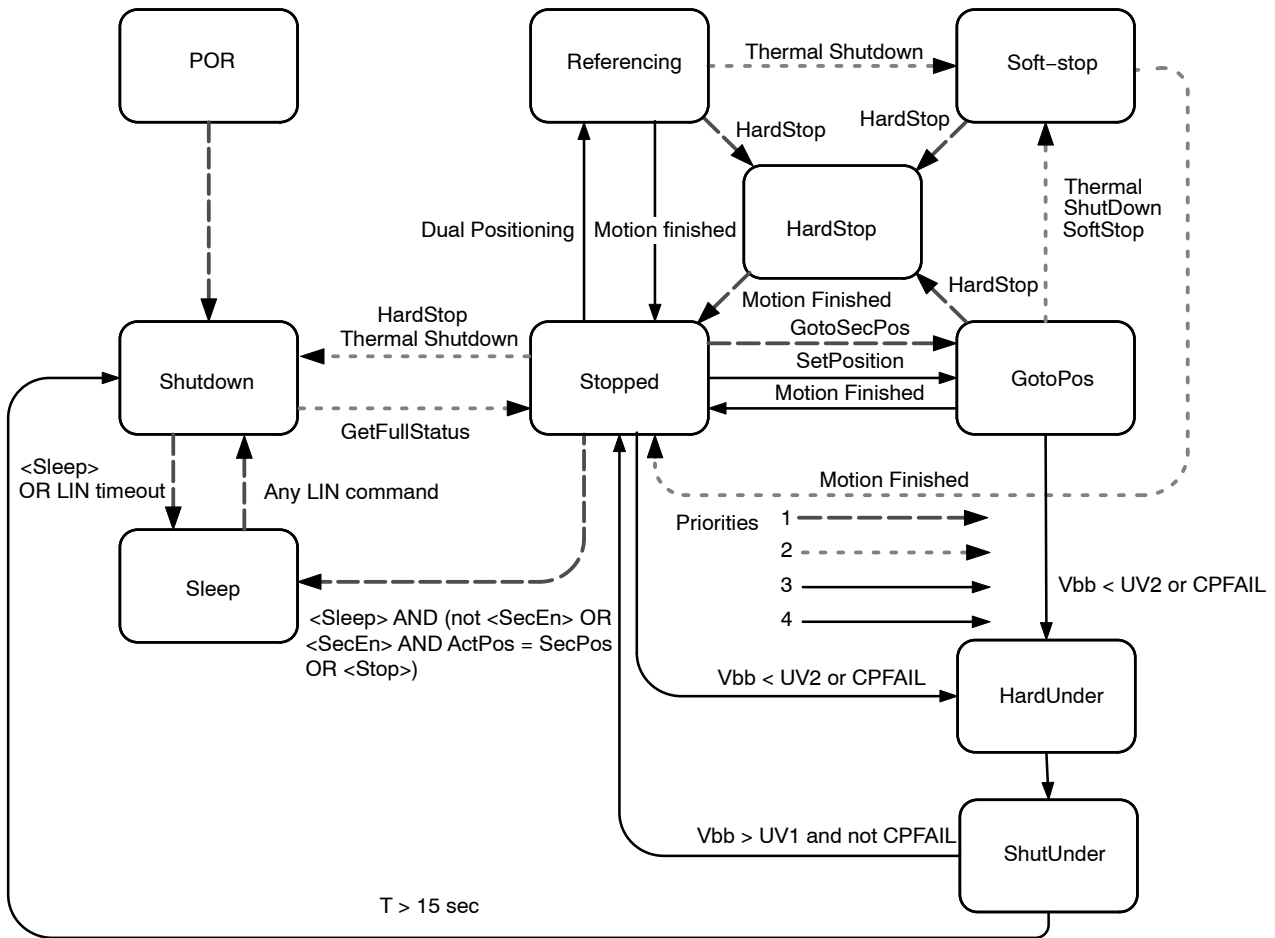 POR
Referencing
Thermal Shutdown
Soft−stop
HardStop
HardStop
Thermal
ShutDown
SoftStop
HardStop
Dual Positioning
Motion finished
HardStop
Motion Finished
HardStop
Thermal Shutdown
GotoSecPos
SetPosition
Motion Finished
Shutdown
Stopped
GotoPos
GetFullStatus
<Sleep>
OR LIN timeout
Any LIN command
Motion Finished
Priorities
1
2
3
4
Sleep
Vbb < UV2 or CPFAIL
<Sleep> AND (not <SecEn> OR
<SecEn> AND ActPos = SecPos
OR <Stop>)
Vbb < UV2 or CPFAIL
HardUnder
Vbb > UV1 and not CPFAIL
ShutUnder
T > 15 sec